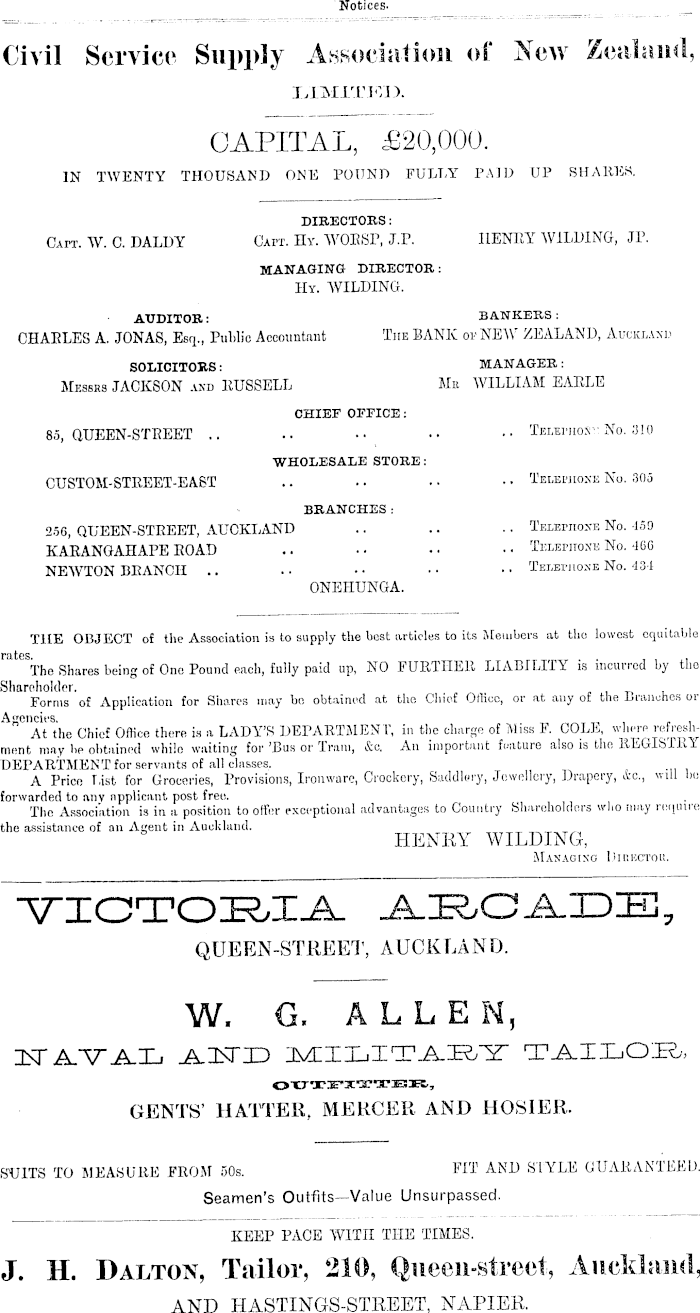 Notices.
Civil Service Supply Association of New Zealand,
LIMITED.
CAPITAL, £20,000.
IN TWENTY THOUSAND ONE POUND FULLY PAID UP SHARES.
DIRECTORS:
CAPT. W. C. DALDY CAPT. HY. WORSP, J.P. HENRY WILDING, JP.
MANAGING DIRECTOR:
HY. WILDING.
AUDITOR: BANKERS:
CHARLES A. JONAS, Esq., Public Accountant THE BANK OF NEW ZEALAND, AUCKLAND
SOLICITORS: MANAGER:
MESSRS JACKSON AND RUSSELL MR WILLIAM EARLE
CHIEF OFFICE:
85, QUEEN-STREET .. .. .. .. .. TELEPHONE No. 310
WHOLESALE STORE:
CUSTOM-STREET-EAST .. .. .. .. TELEPHONE No. 305
BRANCHES:
256, QUEEN-STREET, AUCKLAND .. .. .. TELEPHONE No. 459
KARANGAHAPE ROAD .. .. .. .. TELEPHONE No. 466
NEWTON BRANCH .. .. .. .. .. TELEPHONE No. 434
ONEHUNGA.
THE OBJECT of the Association is to supply the best articles to its Members at the lowest equitable
rates.
The Shares being of One Pound each, fully paid up, NO FURTHER LIABILITY is incurred by the
Shareholder.
Forms of Application for Shares may be obtained at the Chief Office, or at any of the Branches or
Agencies.
At the Chief Office there is a LADY'S DEPARTMENT, in the charge of Miss F. COLE, where refresh-
ment may be obtained while waiting for 'Bus or Tram, &c. An important feature also is the REGISTRY
DEPARTMENT for servants of all classes.
A Price List for Groceries, Provisions, Ironware, Crockery, Saddlery, Jewellery, Drapery, &c., will be
forwarded to any applicant post free.
The Association is in a position to offer exceptional advantages to Country Shareholders who may require
the assistance of an Agent in Auckland.
HENRY WILDING,
MANAGING DIRECTOR.
VICTORIA ARCADE,
QUEEN-STREET, AUCKLAND.
W. G. ALLEN,
NAVAL AND MILITARY TAILOR,
OUTFITTER,
GENTS' HATTER, MERCER AND HOSIER.
SUITS TO MEASURE FROM 50s. FIT AND STYLE GUARANTEED.
Seamen's Outfits—Value Unsurpassed.
KEEP PACE WITH THE TIMES.
J. H. DALTON, Tailor, 210, Queen-street, Auckland,
AND HASTINGS-STREET, NAPIER.